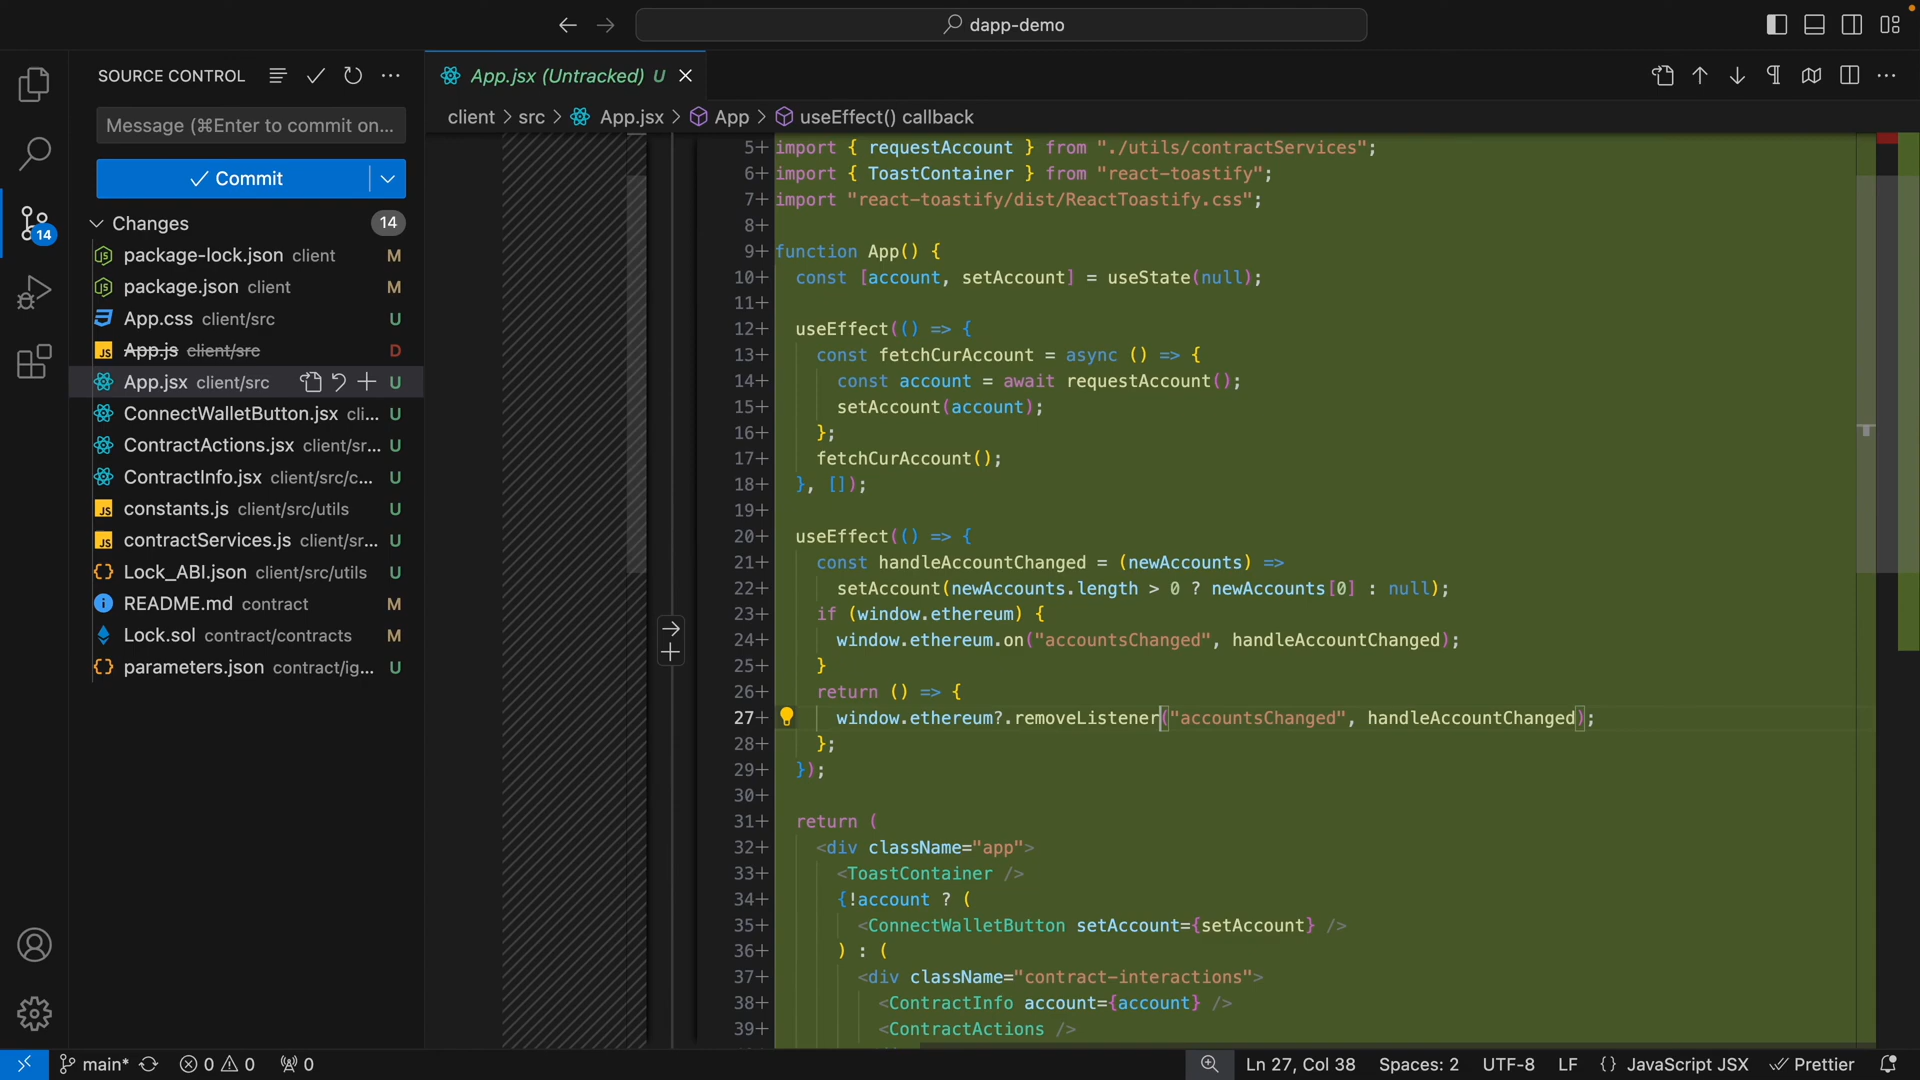 dapp-demo
SOURCE CONTROL
Message (⌘Enter to commit on...
Commit
Changes 14
14
package-lock.json client M
package.json client M
App.css client/src U
App.js client/src D
App.jsx client/src U
ConnectWalletButton.jsx cli... U
ContractActions.jsx client/sr... U
ContractInfo.jsx client/src/c... U
constants.js client/src/utils U
contractServices.js client/sr... U
Lock_ABI.json client/src/utils U
README.md contract M
Lock.sol contract/contracts M
parameters.json contract/ig... U
App.jsx (Untracked) U
client > src > App.jsx > App > useEffect() callback
5+ import { requestAccount } from "./utils/contractServices";
6+ import { ToastContainer } from "react-toastify";
7+ import "react-toastify/dist/ReactToastify.css";
8+
9+ function App() {
10+ const [account, setAccount] = useState(null);
11+
12+ useEffect(() => {
13+ const fetchCurAccount = async () => {
14+ const account = await requestAccount();
15+ setAccount(account);
16+ };
17+ fetchCurAccount();
18+ }, []);
19+
20+ useEffect(() => {
21+ const handleAccountChanged = (newAccounts) =>
22+ setAccount(newAccounts.length > 0 ? newAccounts[0] : null);
23+ if (window.ethereum) {
24+ window.ethereum.on("accountsChanged", handleAccountChanged);
25+ }
26+ return () => {
27+ window.ethereum?.removeListener("accountsChanged", handleAccountChanged);
28+ };
29+ });
30+
31+ return (
32+ <div className="app">
33+ <ToastContainer />
34+ {!account ? (
35+ <ConnectWalletButton setAccount={setAccount} />
36+ ) : (
37+ <div className="contract-interactions">
38+ <ContractInfo account={account} />
39+ <ContractActions />
main* 0 0 0 Ln 27, Col 38 Spaces: 2 UTF-8 LF {} JavaScript JSX Prettier